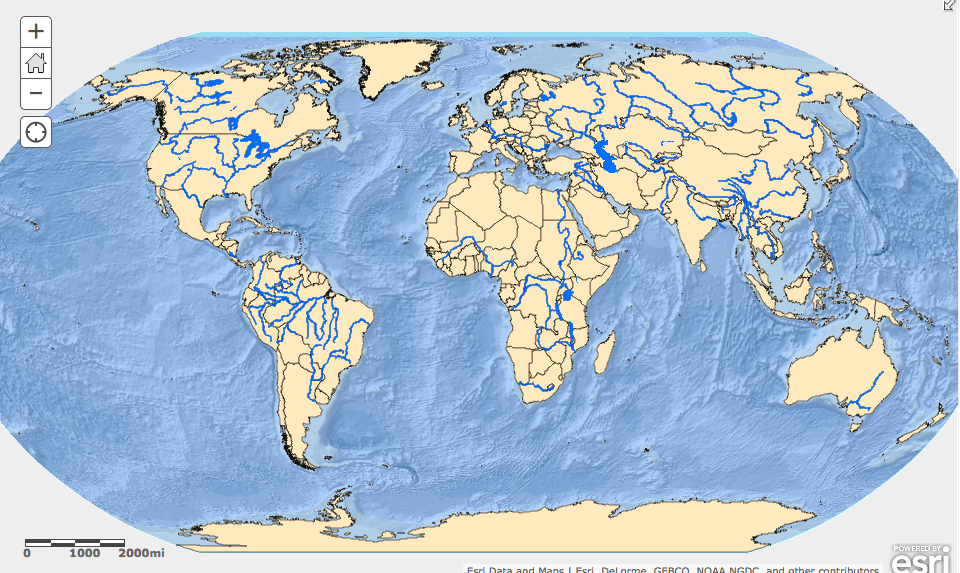 +
−
0 1000 2000mi
POWERED BY
esri
Esri Data and Maps | Esri, DeLorme, GEBCO, NOAA NGDC, and other contributors